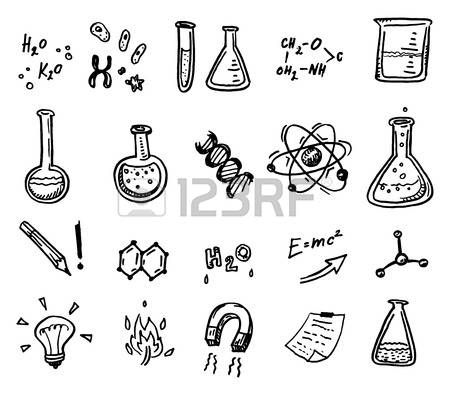 H2O
K2O
CH2-O
C
CH2-NH
123RF
H2O
E=mc²